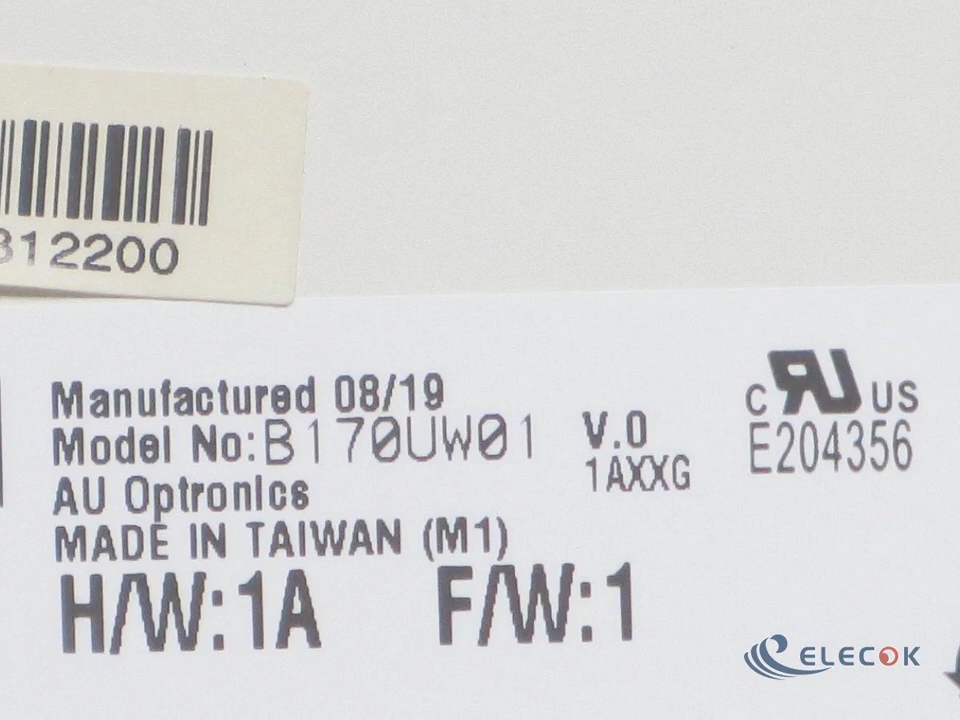 312200
Manufactured 08/19
Model No:B170UW01 V.0
1AXXG
AU Optronics
MADE IN TAIWAN (M1)
H/W:1A F/W:1
c RU US
E204356
ELECOK